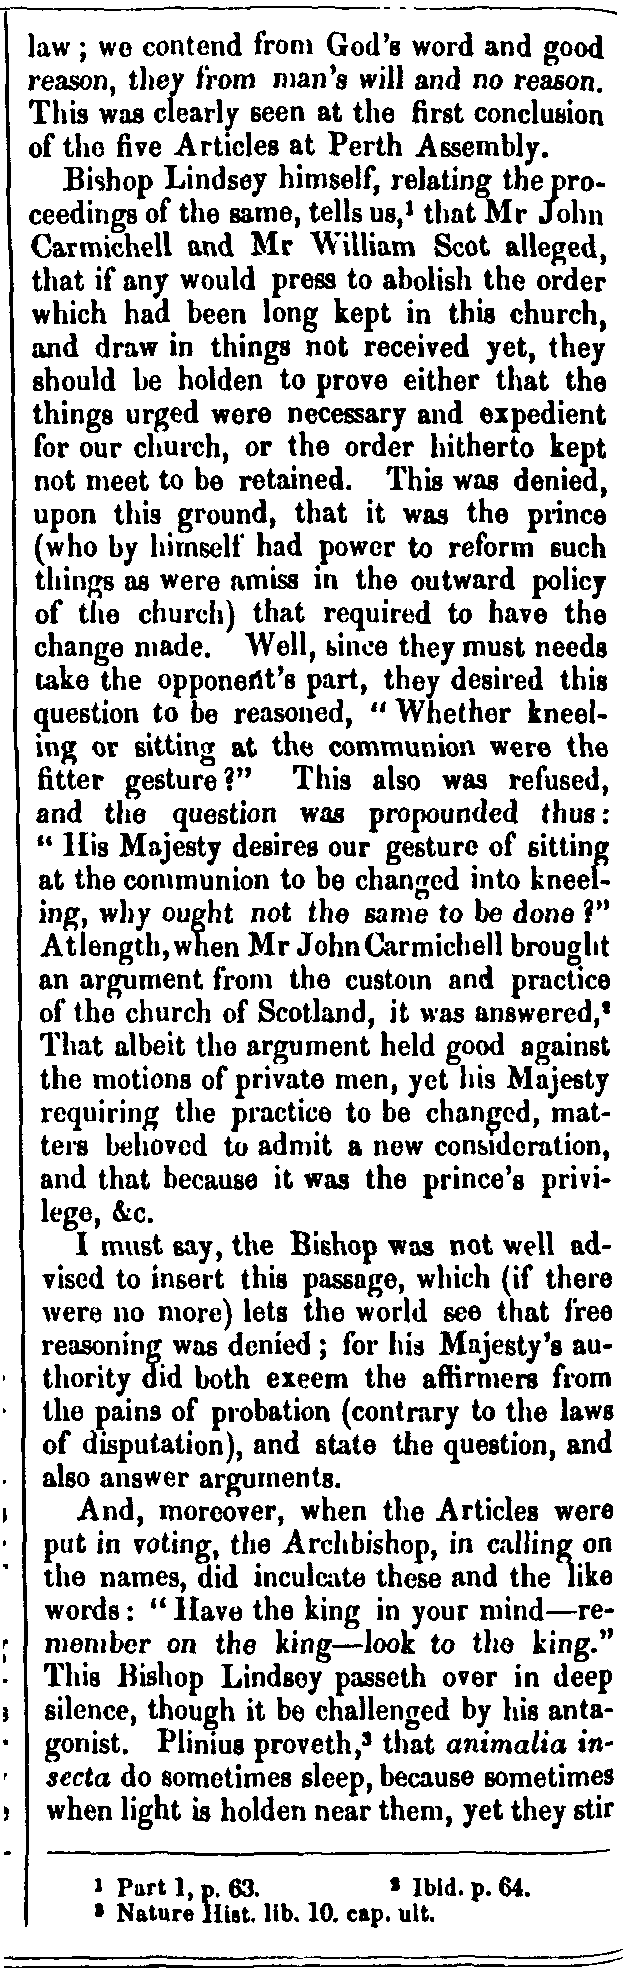 law ; we contend from God's word and good
reason, they from man's will and no reason.
This was clearly seen at the first conclusion
of the five Articles at Perth Assembly.
Bishop Lindsey himself, relating the pro-
ceedings of the same, tells us,¹ that Mr John
Carmichell and Mr William Scot alleged,
that if any would press to abolish the order
which had been long kept in this church,
and draw in things not received yet, they
should be holden to prove either that the
things urged were necessary and expedient
for our church, or the order hitherto kept
not meet to be retained. This was denied,
upon this ground, that it was the prince
(who by himself had power to reform such
things as were amiss in the outward policy
of the church) that required to have the
change made. Well, since they must needs
take the opponent's part, they desired this
question to be reasoned, " Whether kneel-
ing or sitting at the communion were the
fitter gesture ?" This also was refused,
and the question was propounded thus :
" His Majesty desires our gesture of sitting
at the communion to be changed into kneel-
ing, why ought not the same to be done ?"
At length, when Mr John Carmichell brought
an argument from the custom and practice
of the church of Scotland, it was answered,²
That albeit the argument held good against
the motions of private men, yet his Majesty
requiring the practice to be changed, mat-
ters behoved to admit a new consideration,
and that because it was the prince's privi-
lege, &c.
I must say, the Bishop was not well ad-
vised to insert this passage, which (if there
were no more) lets the world see that free
reasoning was denied ; for his Majesty's au-
thority did both exeem the affirmers from
the pains of probation (contrary to the laws
of disputation), and state the question, and
also answer arguments.
And, moreover, when the Articles were
put in voting, the Archbishop, in calling on
the names, did inculcate these and the like
words : " Have the king in your mind—re-
member on the king—look to the king."
This Bishop Lindsey passeth over in deep
silence, though it be challenged by his anta-
gonist. Plinius proveth,³ that animalia in-
secta do sometimes sleep, because sometimes
when light is holden near them, yet they stir
¹ Part 1, p. 63. ² Ibid. p. 64.
³ Nature Hist. lib. 10. cap. ult.